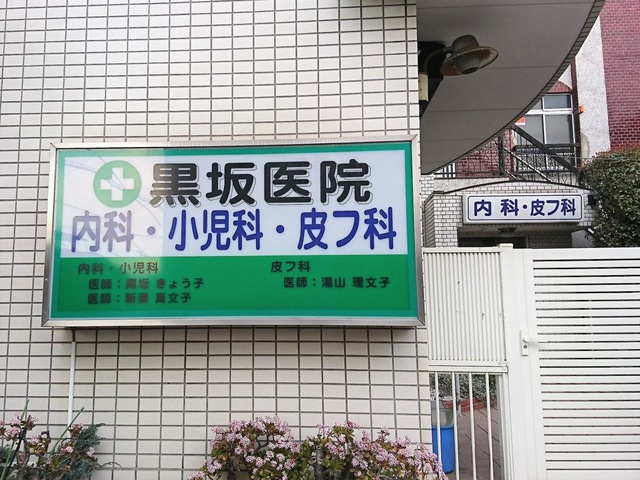 黒坂医院
内科・小児科・皮フ科
内科・小児科
医師：黒坂 きょう子
医師：新妻 真文子
皮フ科
医師：湯山 理文子
内科・皮フ科